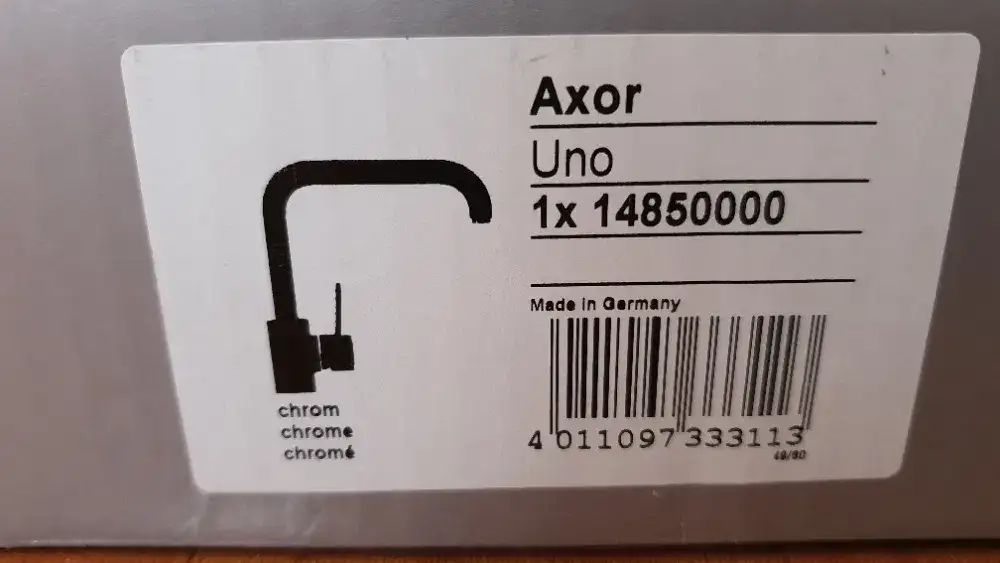 Axor
Uno
1x 14850000
Made in Germany
chrom
chrome
chromé
4 011097 333113